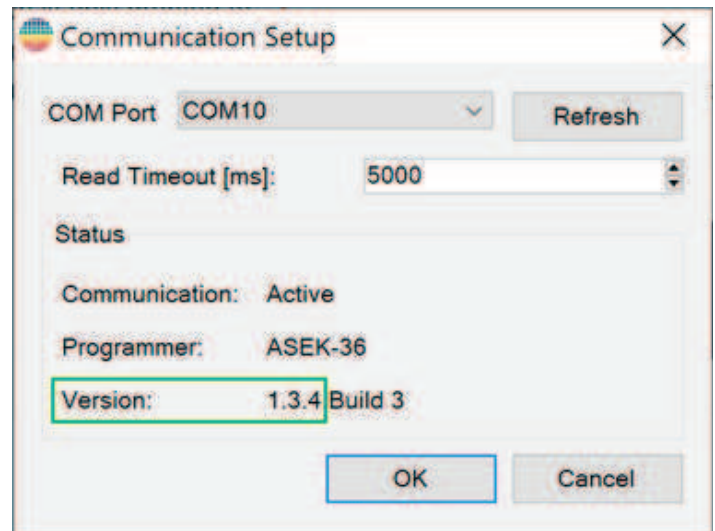 Communication Setup
COM Port COM10 Refresh
Read Timeout [ms]: 5000
Status
Communication: Active
Programmer: ASEK-36
Version: 1.3.4 Build 3
OK Cancel